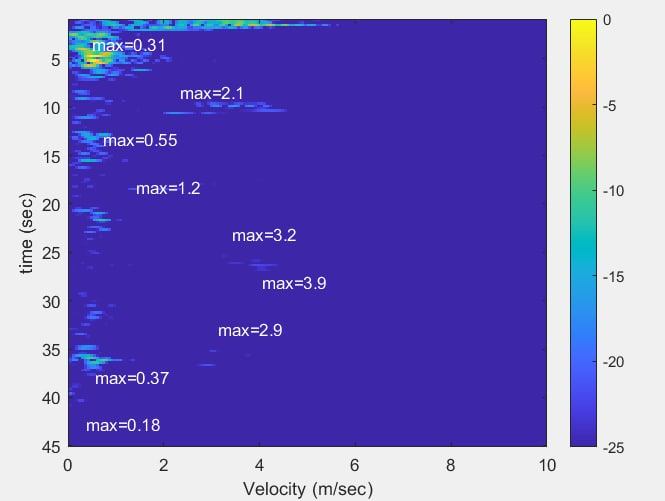 0
max=0.31
5
max=2.1
-5
10
max=0.55
15
max=1.2
-10
20
max=3.2
time (sec)
25
max=3.9
-15
30
max=2.9
35
-20
max=0.37
40
max=0.18
45
-25
0 2 4 6 8 10
Velocity (m/sec)